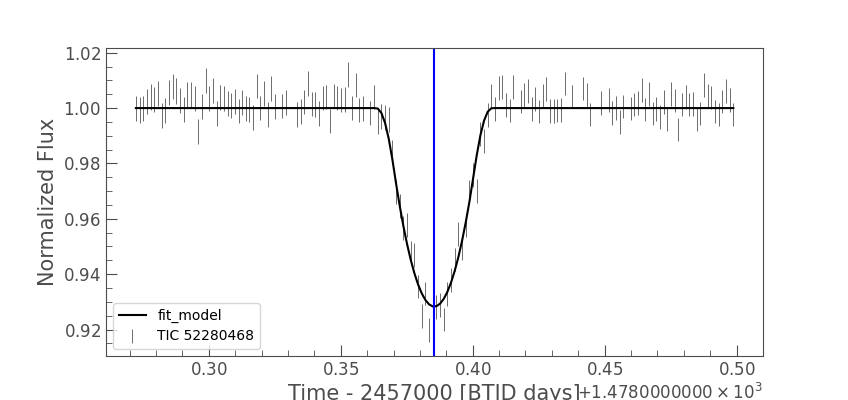 1.02
1.00
0.98
0.96
0.94
0.92
Normalized Flux
fit_model
TIC 52280468
0.30 0.35 0.40 0.45 0.50
Time - 2457000 [BTJD days]
+1.4780000000 × 10³